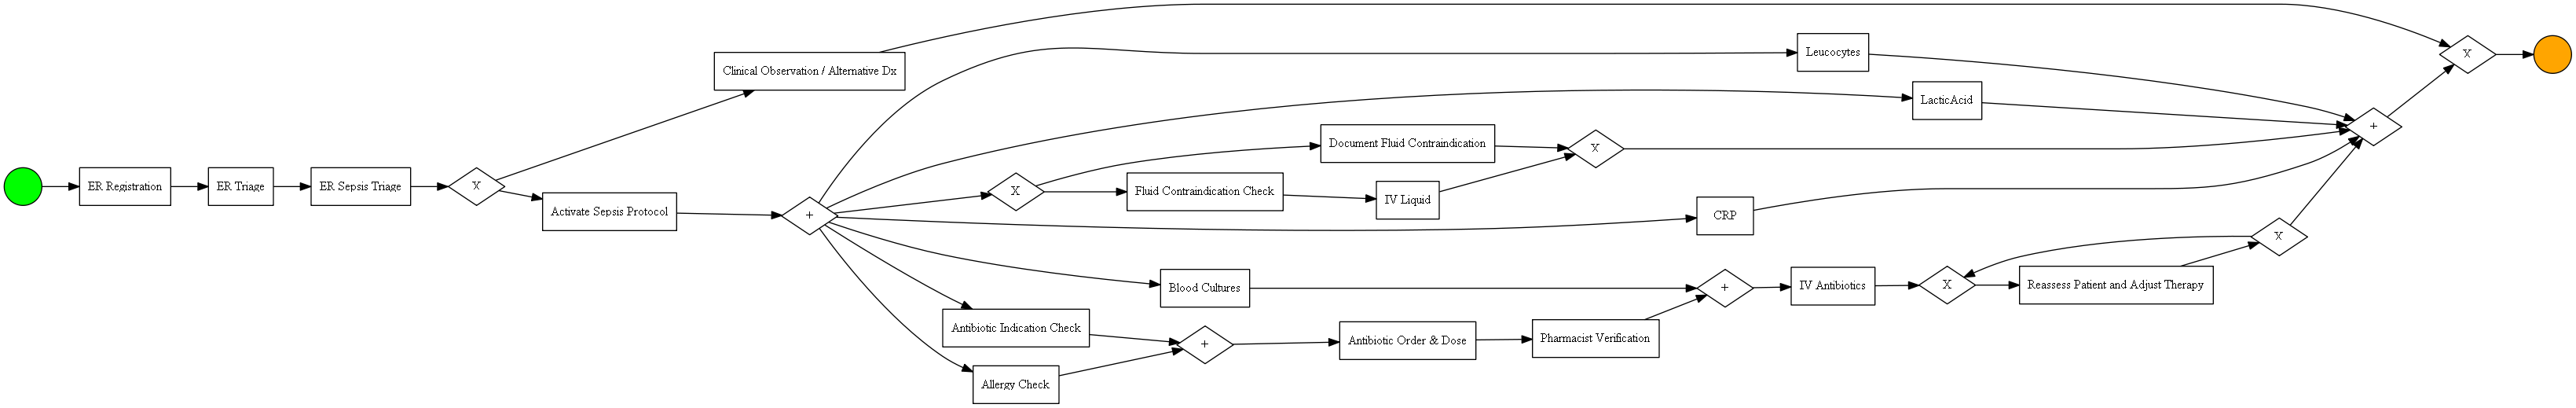 ER Registration
ER Triage
ER Sepsis Triage
X
Clinical Observation / Alternative Dx
Activate Sepsis Protocol
+
Leucocytes
LacticAcid
X
Document Fluid Contraindication
Fluid Contraindication Check
IV Liquid
X
CRP
Blood Cultures
Antibiotic Indication Check
Allergy Check
+
Antibiotic Order & Dose
Pharmacist Verification
+
IV Antibiotics
X
Reassess Patient and Adjust Therapy
X
+
X